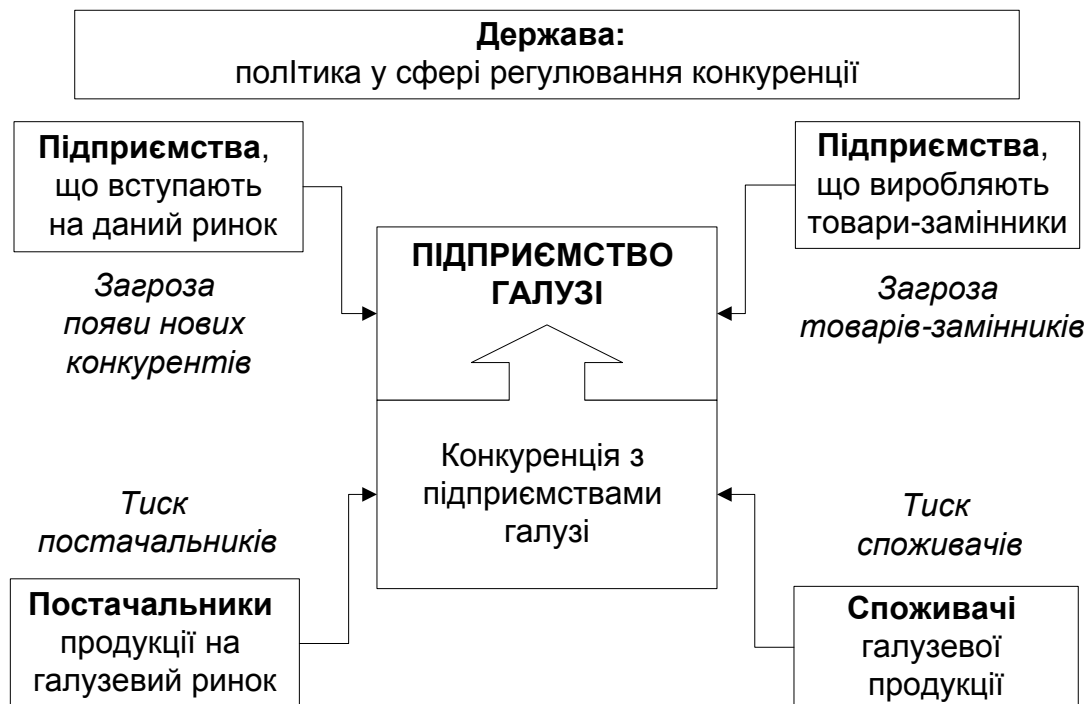 Держава:
полІтика у сфері регулювання конкуренції
Підприємства,
що вступають
на даний ринок
Підприємства,
що виробляють
товари-замінники
ПІДПРИЄМСТВО
ГАЛУЗІ
Загроза
появи нових
конкурентів
Загроза
товарів-замінників
Конкуренція з
підприємствами
галузі
Тиск
постачальників
Тиск
споживачів
Постачальники
продукції на
галузевий ринок
Споживачі
галузевої
продукції